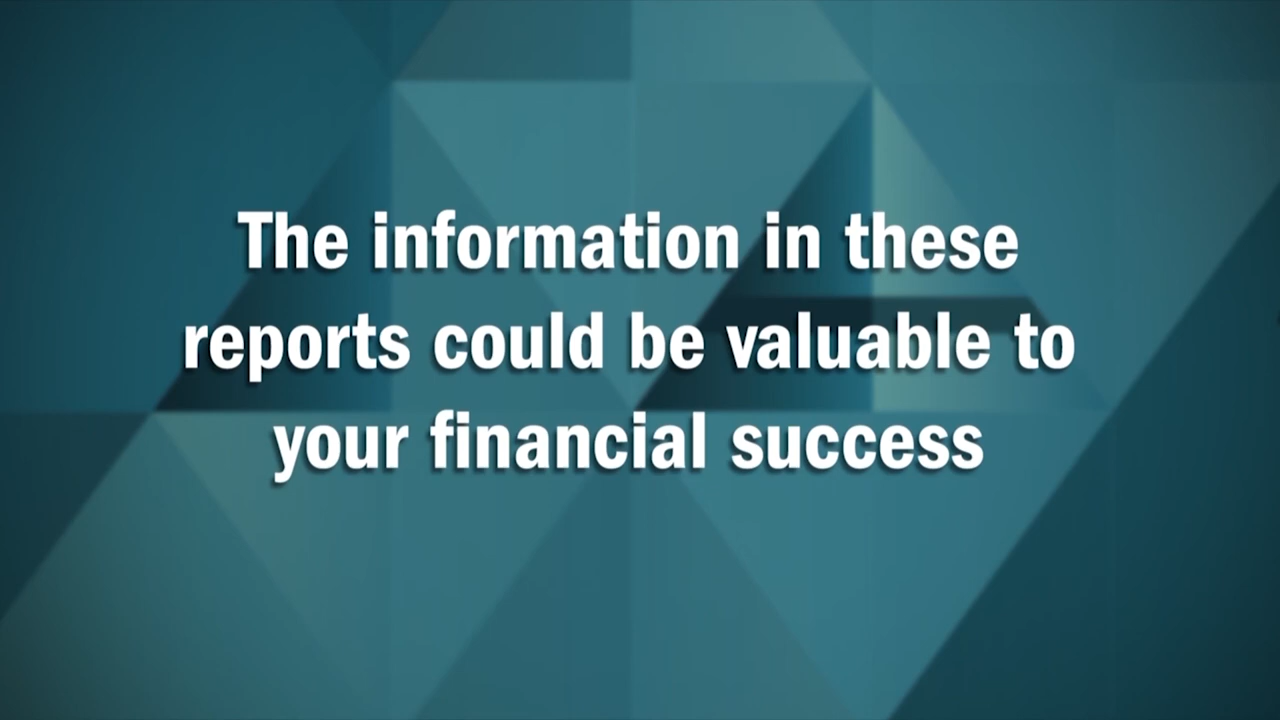 The information in these
reports could be valuable to
your financial success